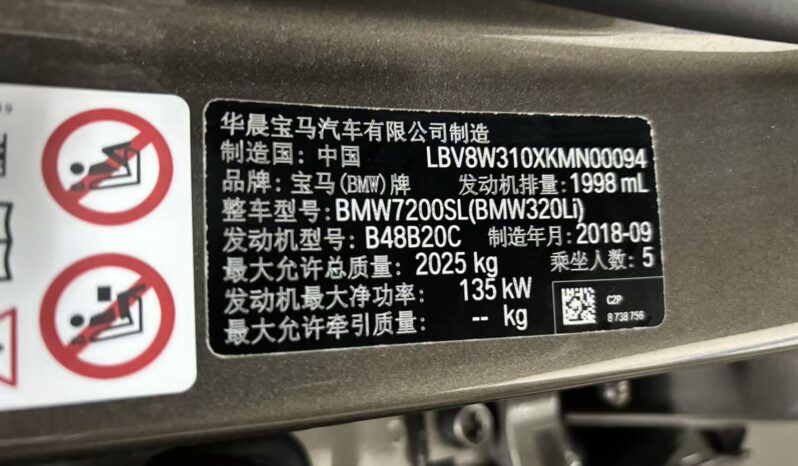 华晨宝马汽车有限公司制造
制造国: 中国 LBV8W310XKMN00094
品牌: 宝马(BMW)牌 发动机排量: 1998 mL
整车型号: BMW7200SL(BMW320Li)
发动机型号: B48B20C 制造年月: 2018-09
最大允许总质量: 2025 kg 乘坐人数: 5
发动机最大净功率: 135 kW
最大允许牵引质量: -- kg
C2P
8 738 756